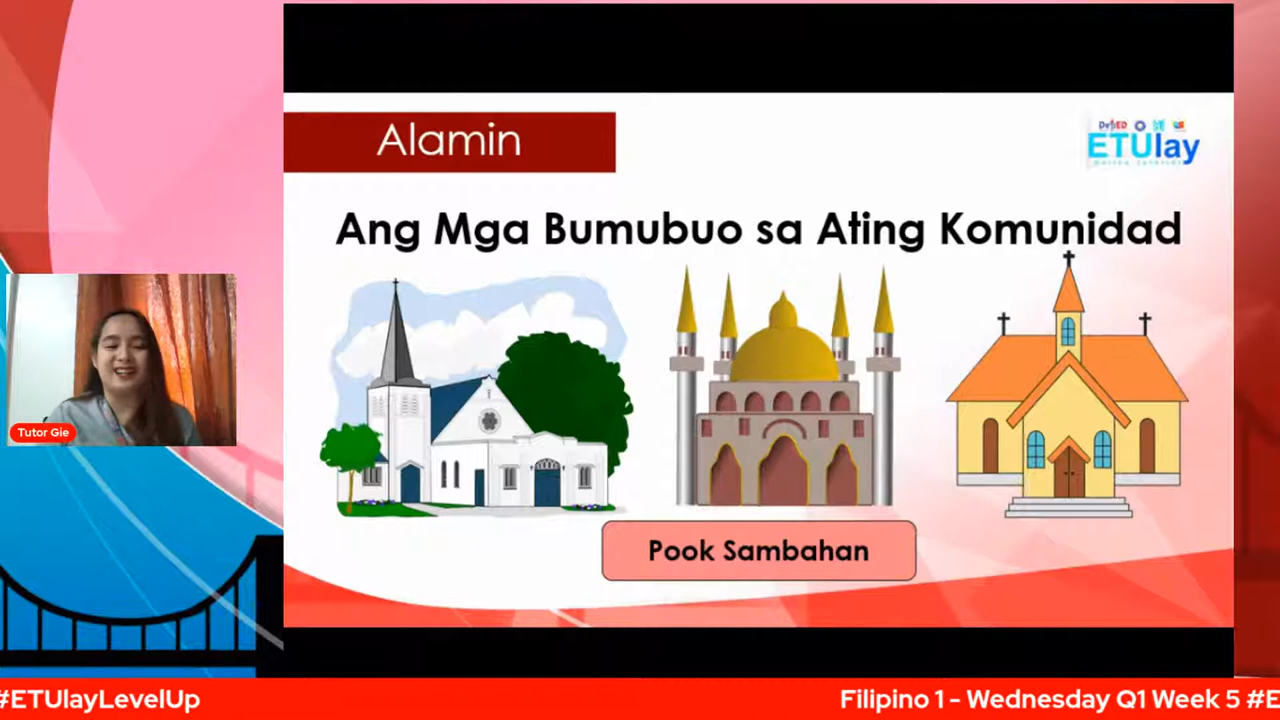 Alamin
DepED
ETUlay
Ang Mga Bumubuo sa Ating Komunidad
Tutor Gie
Pook Sambahan
#ETUlayLevelUp
Filipino 1 - Wednesday Q1 Week 5 #E